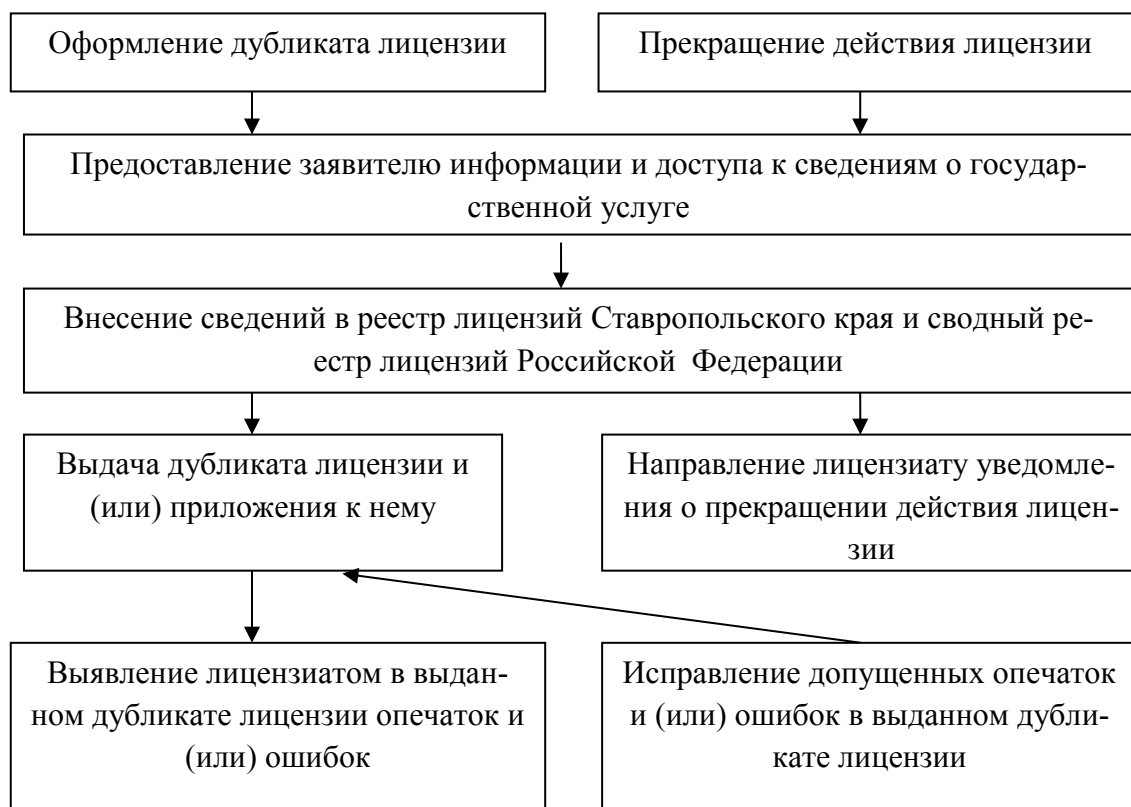 Оформление дубликата лицензии
Прекращение действия лицензии
Предоставление заявителю информации и доступа к сведениям о государ-
ственной услуге
Внесение сведений в реестр лицензий Ставропольского края и сводный ре-
естр лицензий Российской  Федерации
Выдача дубликата лицензии и
(или) приложения к нему
Направление лицензиату уведомле-
ния о прекращении действия лицен-
зии
Выявление лицензиатом в выдан-
ном дубликате лицензии опечаток и
(или) ошибок
Исправление допущенных опечаток
и (или) ошибок в выданном дубли-
кате лицензии